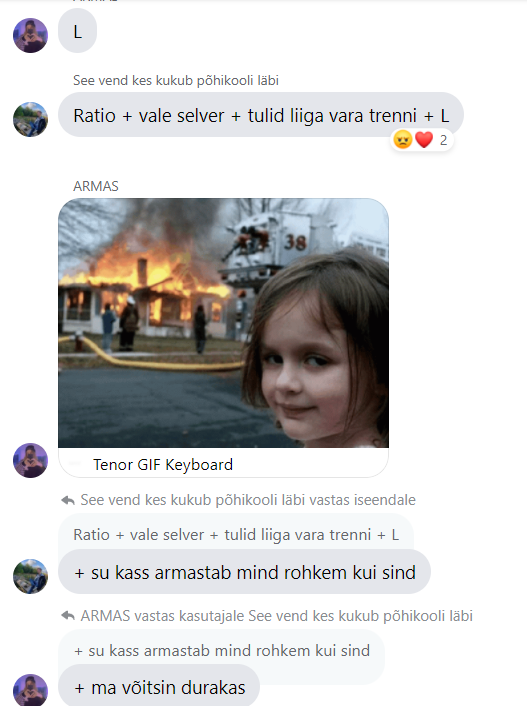 L
See vend kes kukub põhikooli läbi
Ratio + vale selver + tulid liiga vara trenni + L
2
ARMAS
38
Tenor GIF Keyboard
See vend kes kukub põhikooli läbi vastas iseendale
Ratio + vale selver + tulid liiga vara trenni + L
+ su kass armastab mind rohkem kui sind
ARMAS vastas kasutajale See vend kes kukub põhikooli läbi
+ su kass armastab mind rohkem kui sind
+ ma võitsin durakas